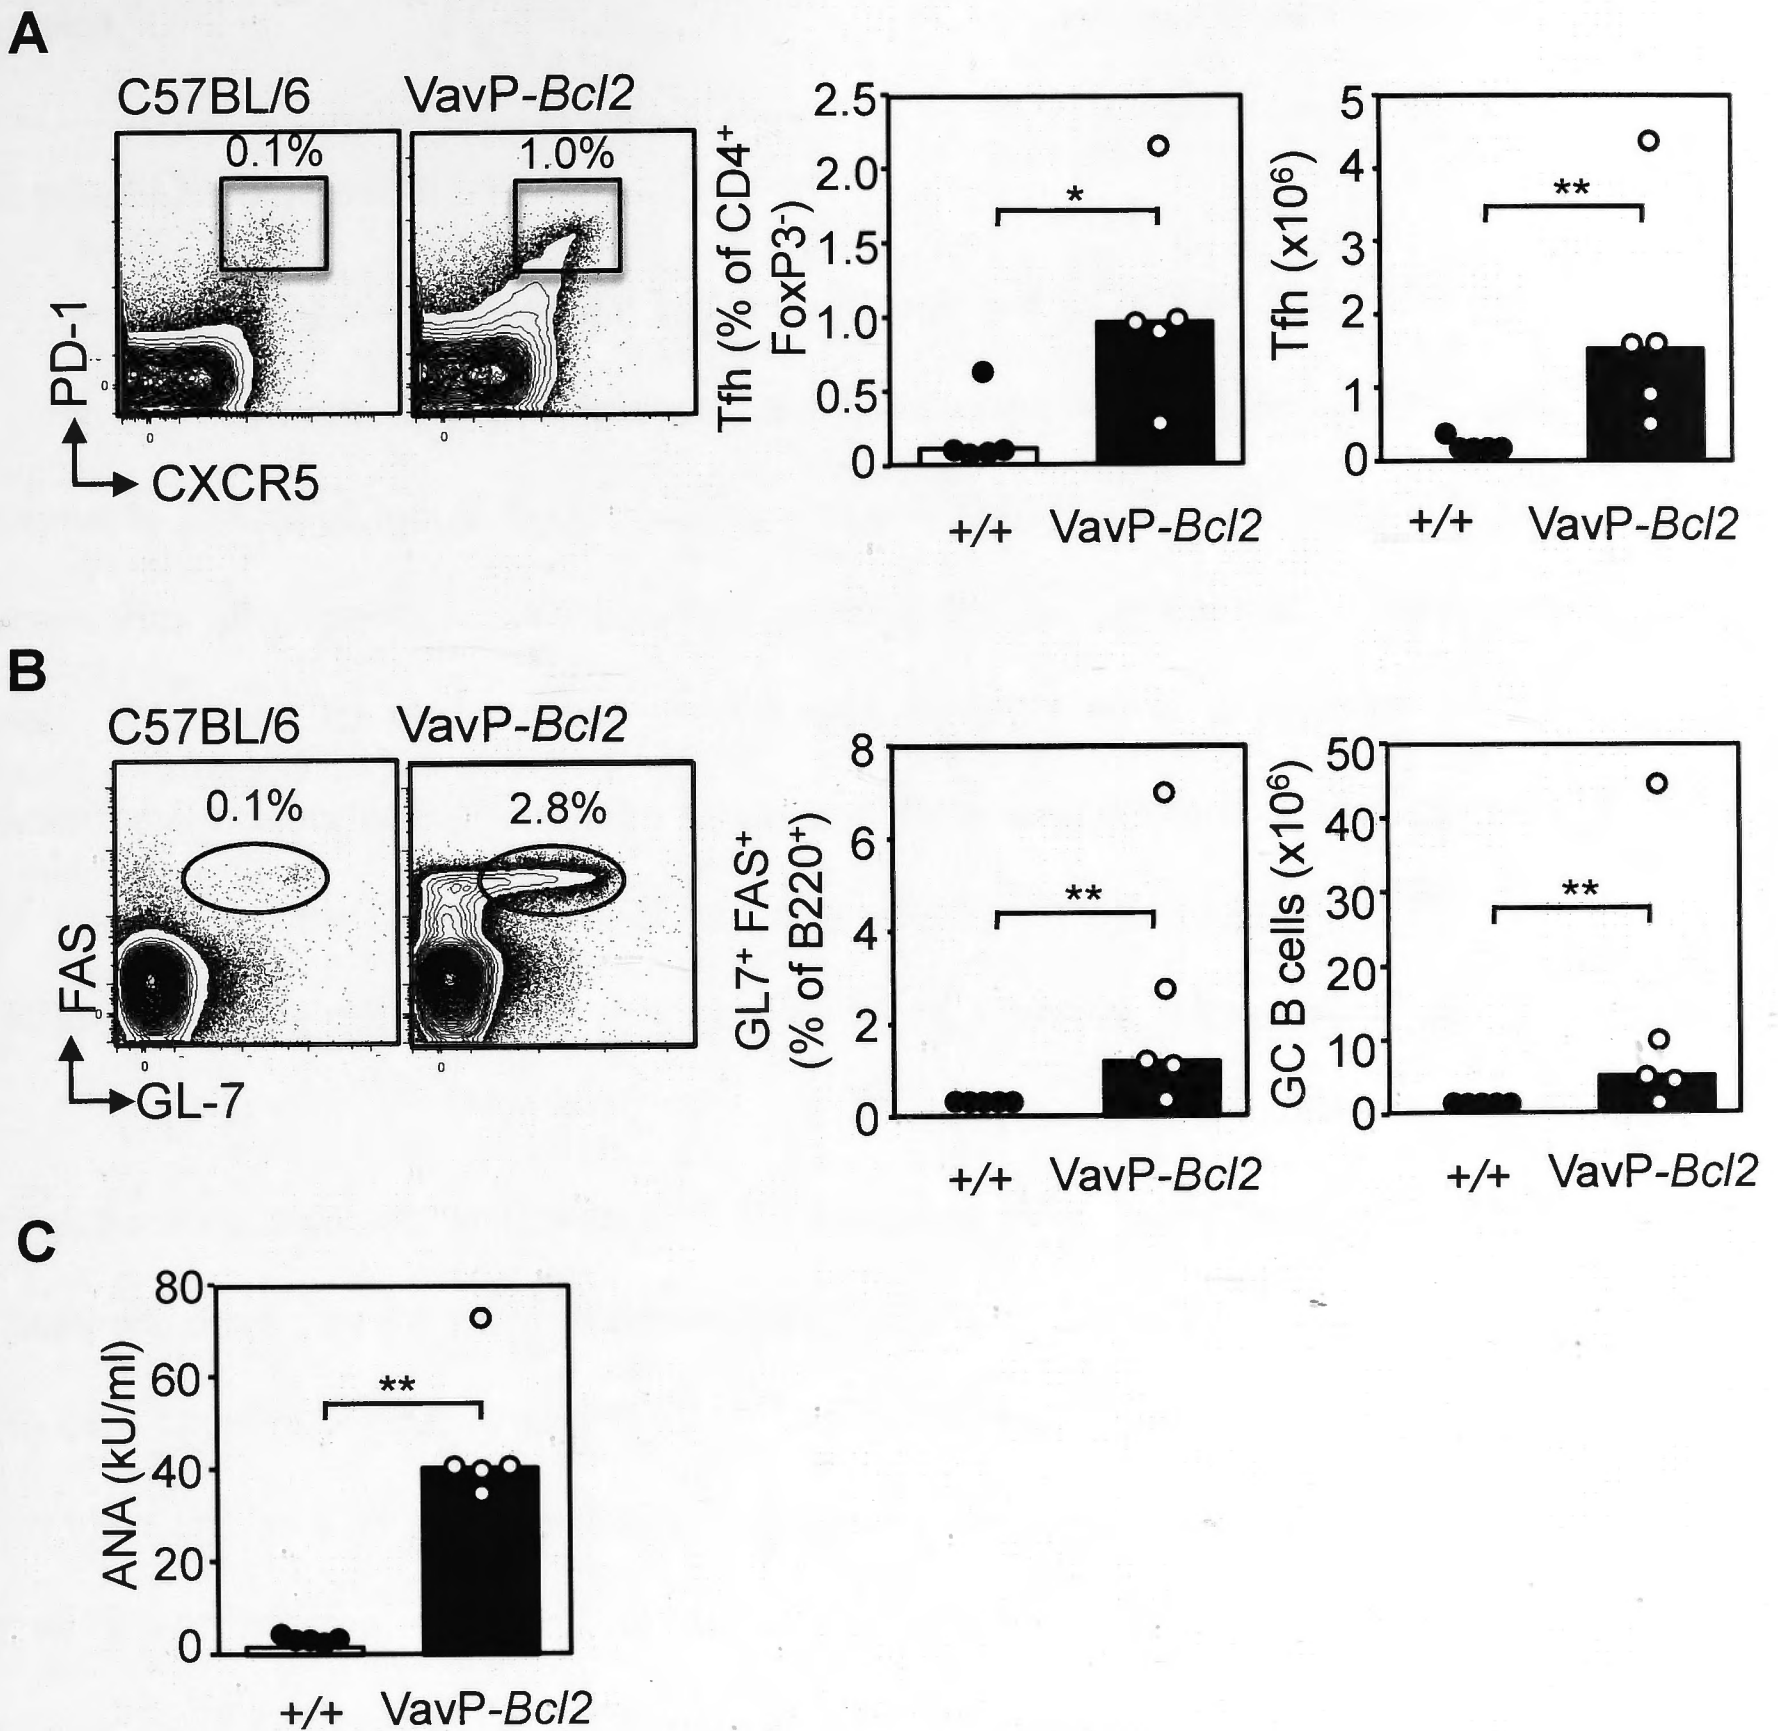 A
C57BL/6
VavP-Bcl2
0.1%
1.0%
PD-1
CXCR5
0
0
0
Tfh (% of CD4⁺
FoxP3⁻)
2.5
2.0
1.5
1.0
0.5
0
*
+/+
VavP-Bcl2
Tfh (x10⁶)
5
4
3
2
1
0
**
+/+
VavP-Bcl2
B
C57BL/6
VavP-Bcl2
0.1%
2.8%
FAS
GL-7
0
0
0
GL7⁺ FAS⁺
(% of B220⁺)
8
6
4
2
0
**
+/+
VavP-Bcl2
GC B cells (x10⁶)
50
40
30
20
10
0
**
+/+
VavP-Bcl2
C
ANA (kU/ml)
80
60
40
20
0
**
+/+
VavP-Bcl2